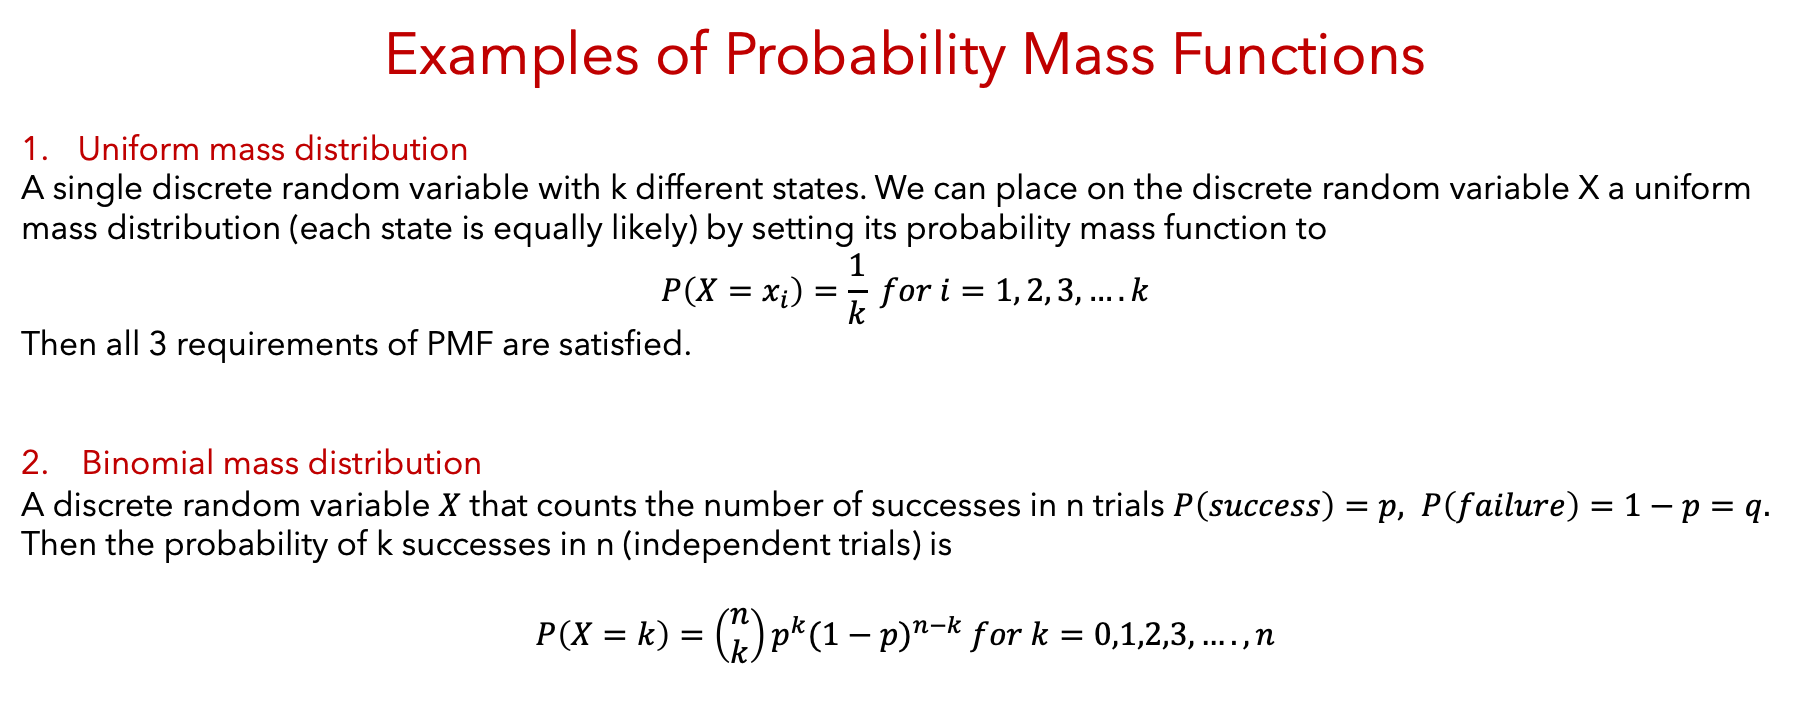 Examples of Probability Mass Functions
1. Uniform mass distribution
A single discrete random variable with k different states. We can place on the discrete random variable X a uniform
mass distribution (each state is equally likely) by setting its probability mass function to
P(X = xᵢ) = 1/k for i = 1, 2, 3, … . k
Then all 3 requirements of PMF are satisfied.
2. Binomial mass distribution
A discrete random variable X that counts the number of successes in n trials P(success) = p, P(failure) = 1 − p = q.
Then the probability of k successes in n (independent trials) is
P(X = k) = (n k) pᵏ(1 − p)ⁿ⁻ᵏ for k = 0,1,2,3, … . , n